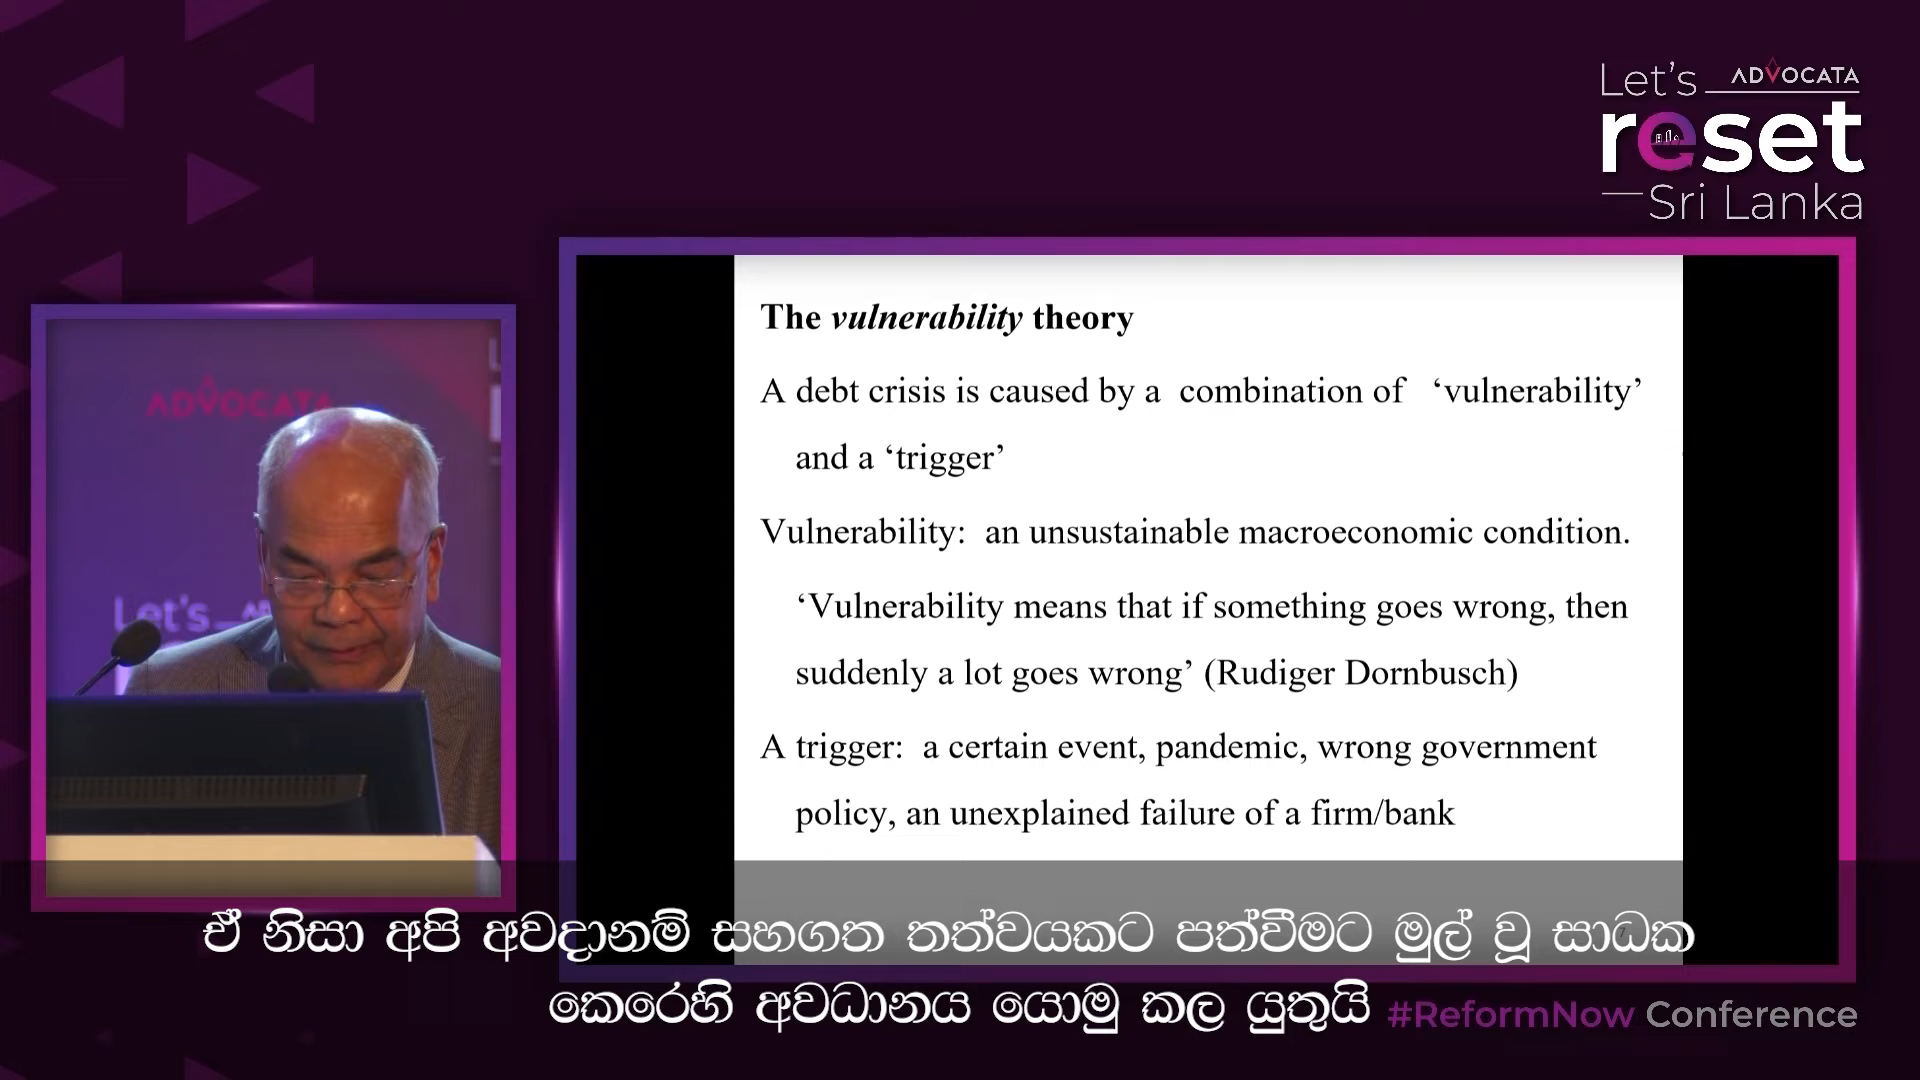 Let's ADVOCATA
reset
Sri Lanka
The vulnerability theory
A debt crisis is caused by a combination of ‘vulnerability’
and a ‘trigger’
Vulnerability: an unsustainable macroeconomic condition.
‘Vulnerability means that if something goes wrong, then
suddenly a lot goes wrong’ (Rudiger Dornbusch)
A trigger: a certain event, pandemic, wrong government
policy, an unexplained failure of a firm/bank
ADVOCATA
Let's
ඒ නිසා අපි අවදානම් සහගත තත්වයකට පත්වීමට මුල් වූ සාධක
කෙරෙහි අවධානය යොමු කල යුතුයි
#ReformNow Conference